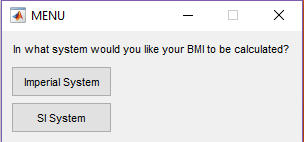 MENU
In what system would you like your BMI to be calculated?
Imperial System
SI System